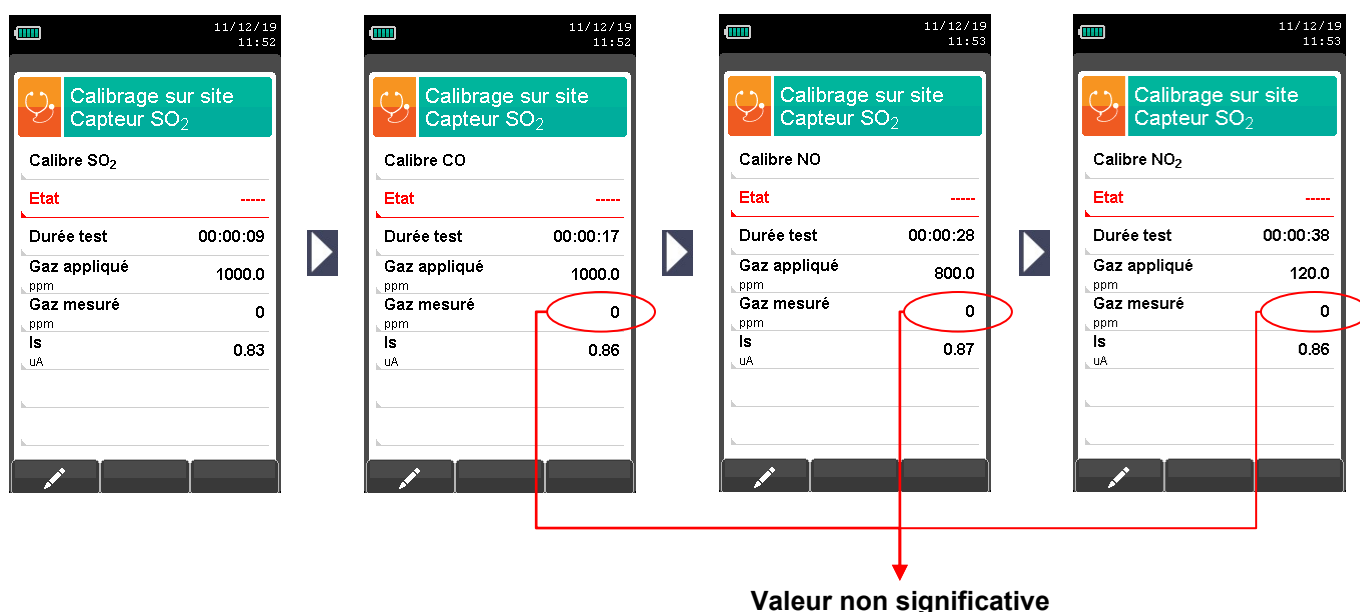 11/12/19
11:52
Calibrage sur site
Capteur SO₂
Calibre SO₂
Etat -----
Durée test 00:00:09
Gaz appliqué 1000.0
ppm
Gaz mesuré 0
ppm
Is 0.83
uA
11/12/19
11:52
Calibrage sur site
Capteur SO₂
Calibre CO
Etat -----
Durée test 00:00:17
Gaz appliqué 1000.0
ppm
Gaz mesuré 0
ppm
Is 0.86
uA
11/12/19
11:53
Calibrage sur site
Capteur SO₂
Calibre NO
Etat -----
Durée test 00:00:28
Gaz appliqué 800.0
ppm
Gaz mesuré 0
ppm
Is 0.87
uA
11/12/19
11:53
Calibrage sur site
Capteur SO₂
Calibre NO₂
Etat -----
Durée test 00:00:38
Gaz appliqué 120.0
ppm
Gaz mesuré 0
ppm
Is 0.86
uA
Valeur non significative